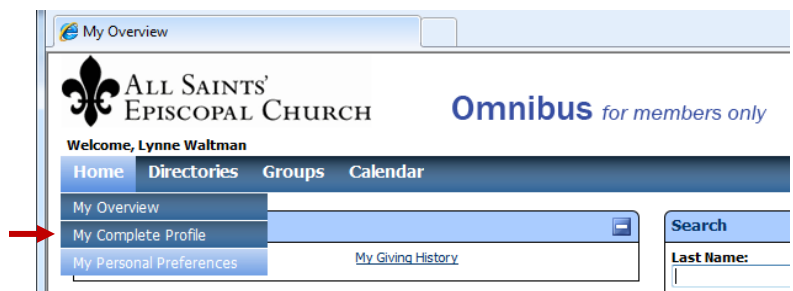 My Overview
ALL SAINTS'
EPISCOPAL CHURCH
Omnibus for members only
Welcome, Lynne Waltman
Home Directories Groups Calendar
My Overview
My Complete Profile
My Personal Preferences
My Giving History
Search
Last Name: